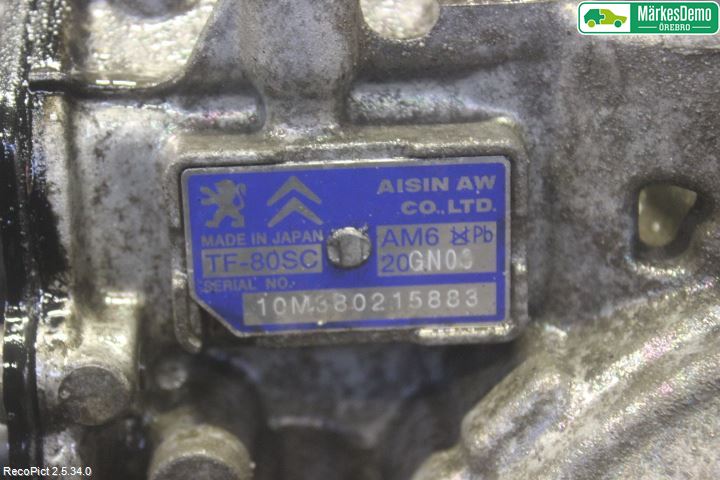 MärkesDemo
ÖREBRO
AISIN AW
CO.,LTD.
MADE IN JAPAN
TF-80SC
AM6 Pb
20GN03
SERIAL NO.
10M380215883
RecoPict 2.5.34.0